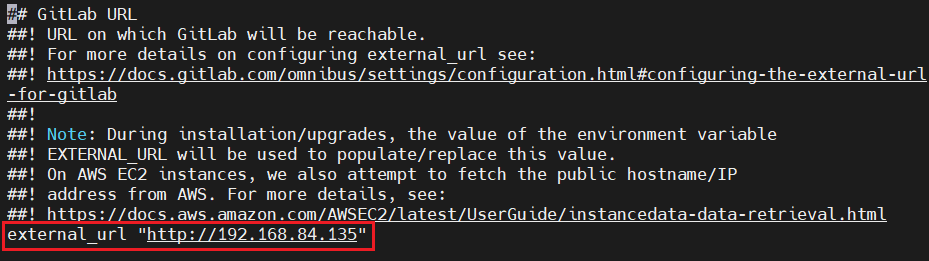 ## GitLab URL
##! URL on which GitLab will be reachable.
##! For more details on configuring external_url see:
##! https://docs.gitlab.com/omnibus/settings/configuration.html#configuring-the-external-url
-for-gitlab
##!
##! Note: During installation/upgrades, the value of the environment variable
##! EXTERNAL_URL will be used to populate/replace this value.
##! On AWS EC2 instances, we also attempt to fetch the public hostname/IP
##! address from AWS. For more details, see:
##! https://docs.aws.amazon.com/AWSEC2/latest/UserGuide/instancedata-data-retrieval.html
external_url "http://192.168.84.135"